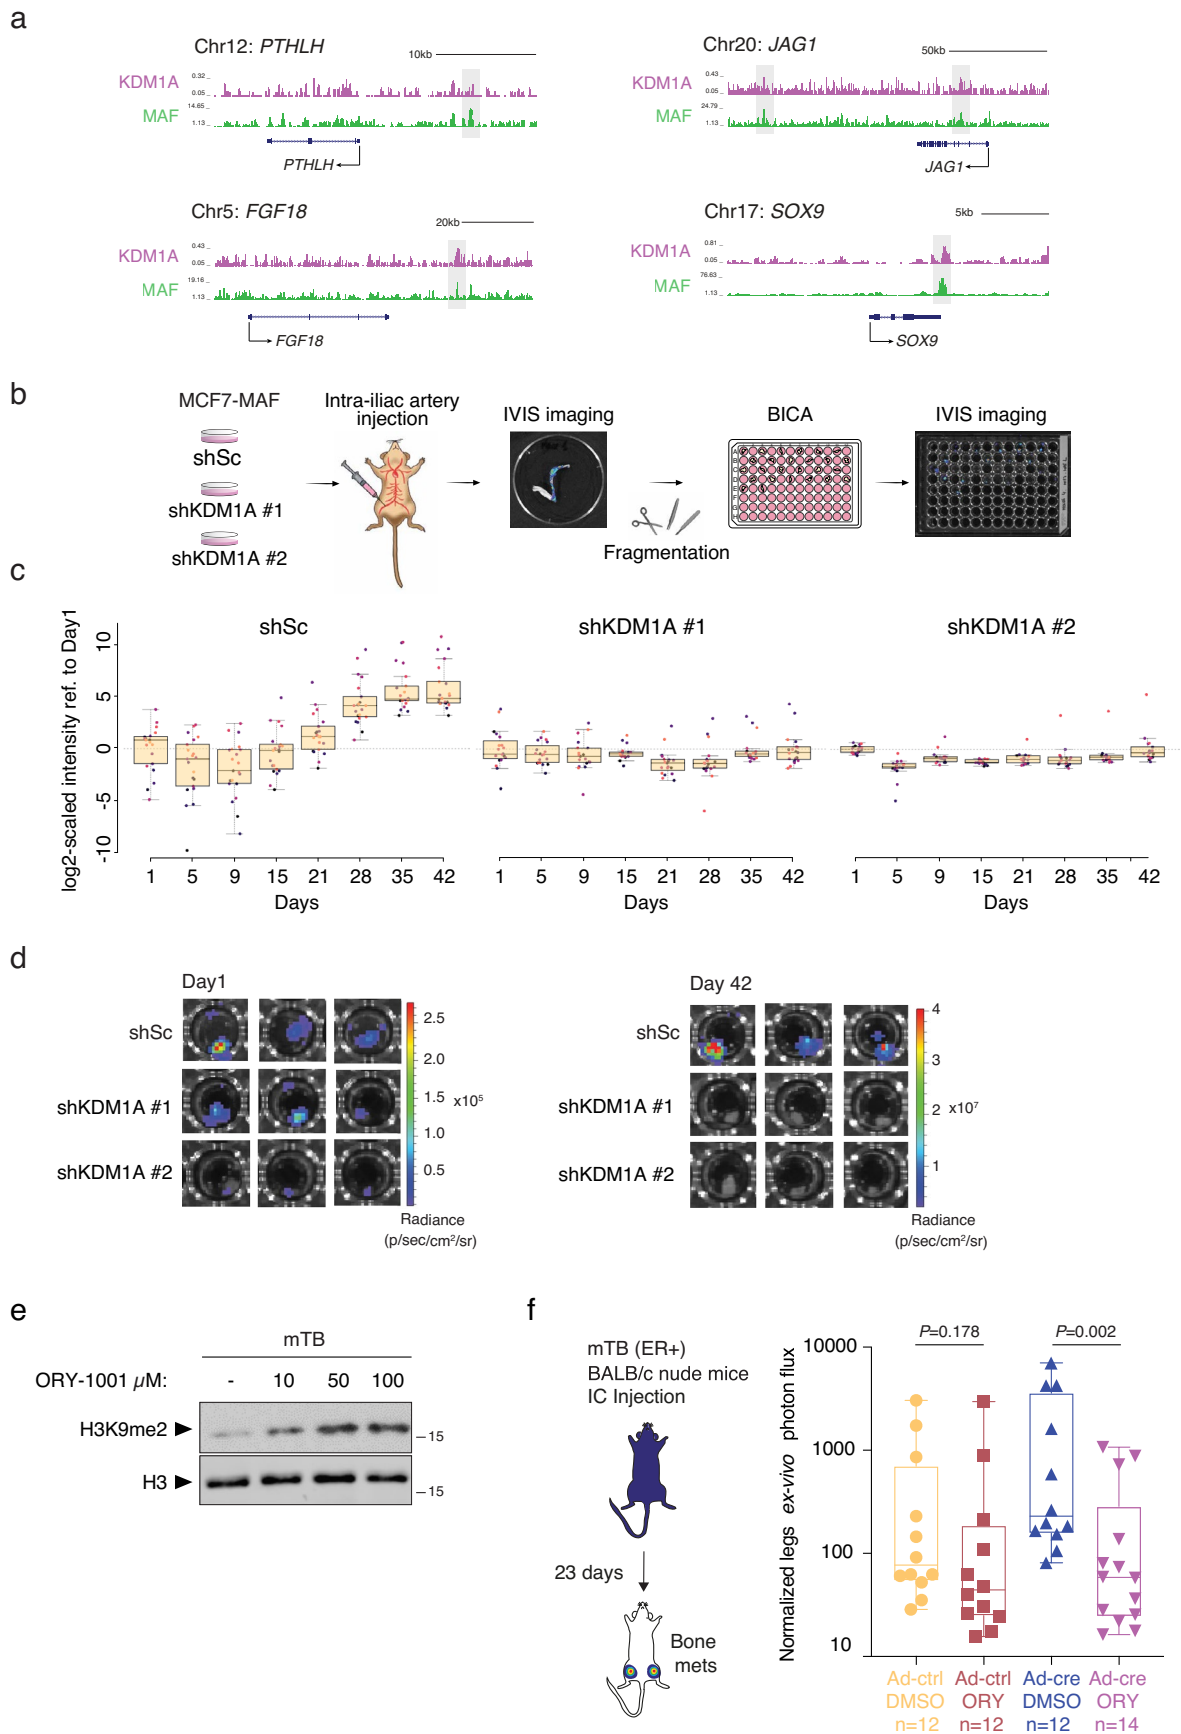 a
Chr12: PTHLH
10kb
KDM1A
0.32
0.05
MAF
14.65
1.13
PTHLH
Chr20: JAG1
50kb
KDM1A
0.43
0.05
MAF
24.79
1.13
JAG1
Chr5: FGF18
20kb
KDM1A
0.43
0.05
MAF
19.16
1.13
FGF18
Chr17: SOX9
5kb
KDM1A
0.81
0.05
MAF
76.63
1.13
SOX9
b
MCF7-MAF
shSc
shKDM1A #1
shKDM1A #2
Intra-iliac artery
injection
IVIS imaging
Fragmentation
BICA
IVIS imaging
c
log2-scaled intensity ref. to Day1
10
5
0
-5
-10
shSc
shKDM1A #1
shKDM1A #2
1 5 9 15 21 28 35 42
1 5 9 15 21 28 35 42
1 5 9 15 21 28 35 42
Days
Days
Days
d
Day1
shSc
shKDM1A #1
shKDM1A #2
2.5
2.0
1.5
1.0
0.5
x10⁵
Radiance
(p/sec/cm²/sr)
Day 42
shSc
shKDM1A #1
shKDM1A #2
4
3
2
1
x10⁷
Radiance
(p/sec/cm²/sr)
e
mTB
ORY-1001 µM: - 10 50 100
H3K9me2
15
H3
15
f
mTB (ER+)
BALB/c nude mice
IC Injection
23 days
Bone
mets
Normalized legs ex-vivo photon flux
10000
1000
100
10
P=0.178
P=0.002
Ad-ctrl
DMSO
n=12
Ad-ctrl
ORY
n=12
Ad-cre
DMSO
n=12
Ad-cre
ORY
n=14